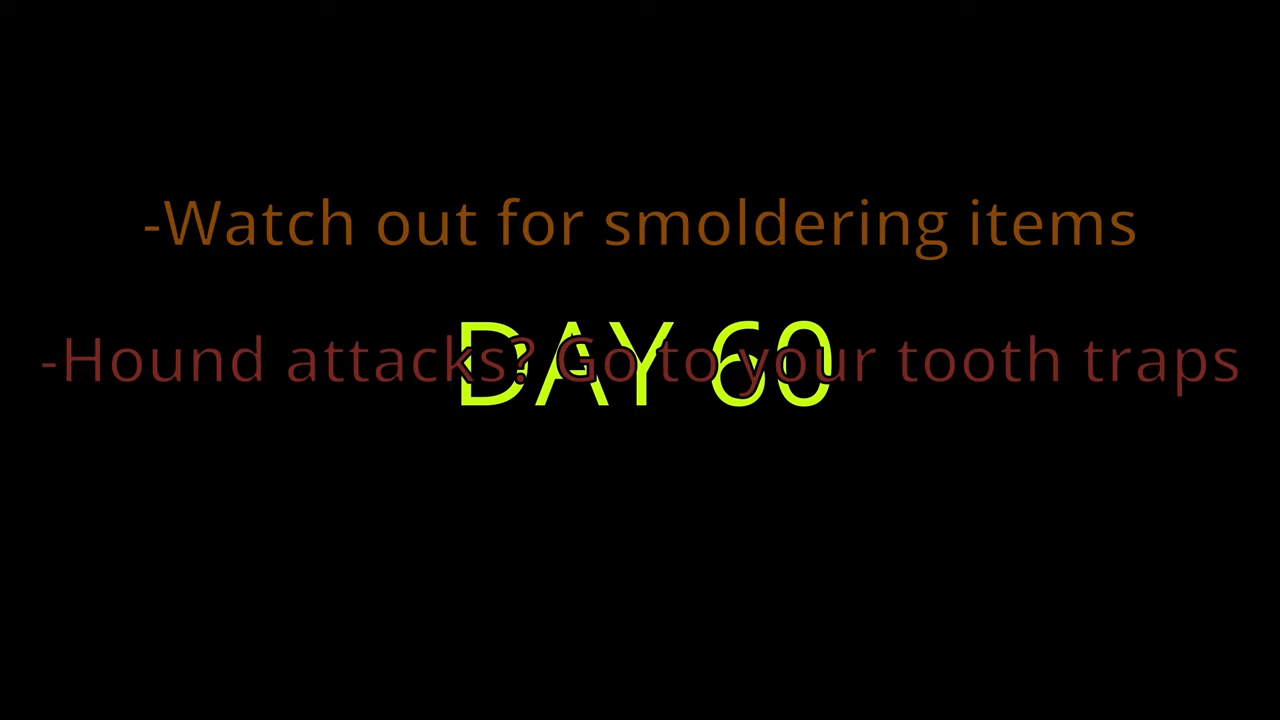 -Watch out for smoldering items
-Hound attacks? Go to your tooth traps
DAY 60